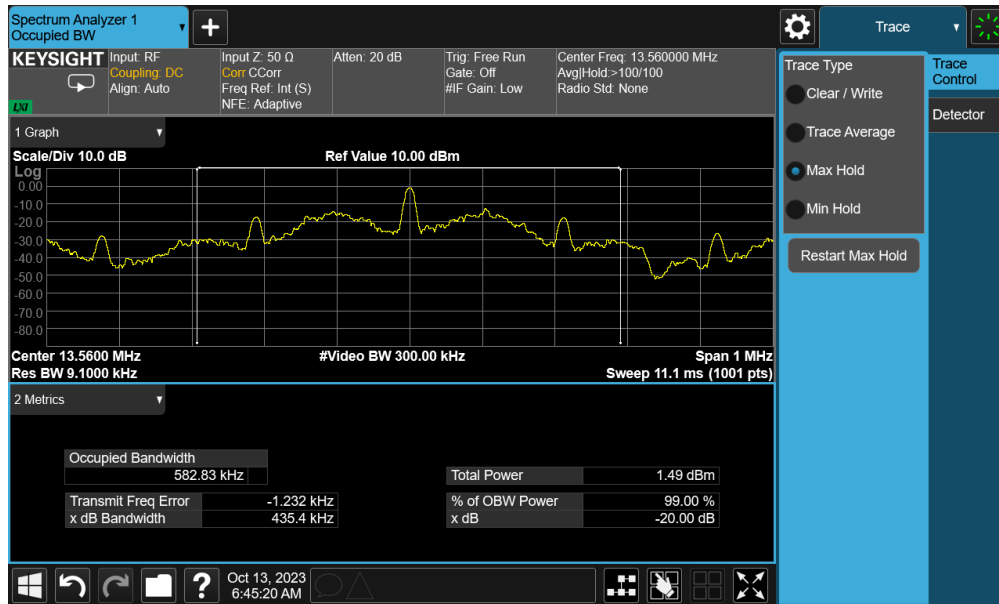 Spectrum Analyzer 1
Occupied BW
+
Trace
KEYSIGHT
LXI
Input: RF
Coupling: DC
Align: Auto
Input Z: 50 Ω
Corr CCorr
Freq Ref: Int (S)
NFE: Adaptive
Atten: 20 dB
Trig: Free Run
Gate: Off
#IF Gain: Low
Center Freq: 13.560000 MHz
Avg|Hold:>100/100
Radio Std: None
Trace Type
Clear / Write
Trace Average
Max Hold
Min Hold
Restart Max Hold
Trace
Control
Detector
1 Graph
Scale/Div 10.0 dB
Ref Value 10.00 dBm
Log
0.00
-10.0
-20.0
-30.0
-40.0
-50.0
-60.0
-70.0
-80.0
Center 13.5600 MHz
#Video BW 300.00 kHz
Span 1 MHz
Res BW 9.1000 kHz
Sweep 11.1 ms (1001 pts)
2 Metrics
Occupied Bandwidth
582.83 kHz
Total Power 1.49 dBm
Transmit Freq Error -1.232 kHz
% of OBW Power 99.00 %
x dB Bandwidth 435.4 kHz
x dB -20.00 dB
?
Oct 13, 2023
6:45:20 AM